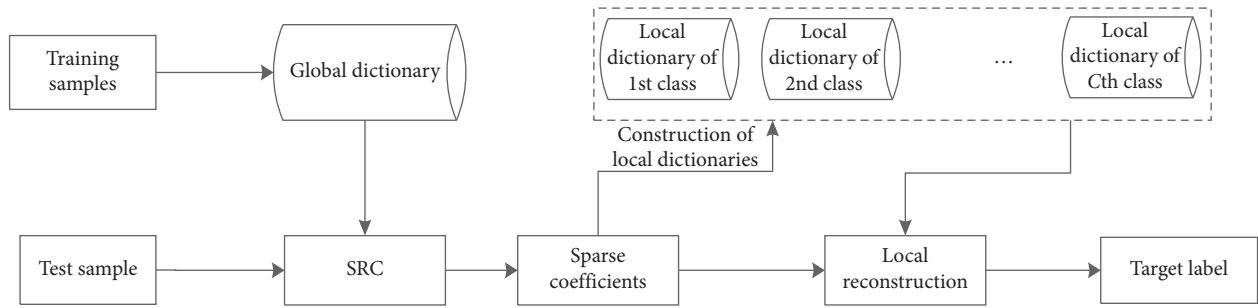 Training
samples
Global dictionary
Local
dictionary of
1st class
Local
dictionary of
2nd class
...
Local
dictionary of
Cth class
Construction of
local dictionaries
Test sample
SRC
Sparse
coefficients
Local
reconstruction
Target label